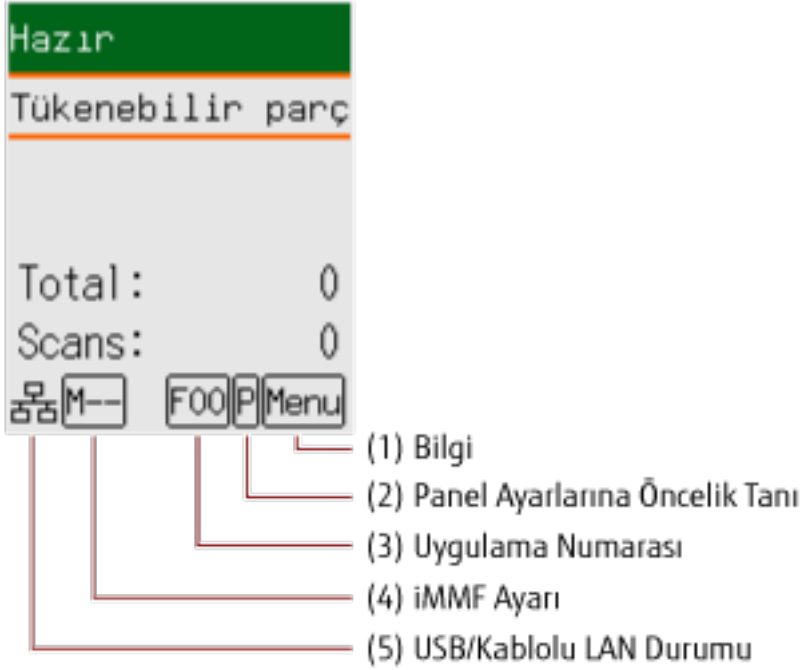 Hazır
Tükenebilir parç
Total: 0
Scans: 0
M-- F00 P Menu
(1) Bilgi
(2) Panel Ayarlarına Öncelik Tanı
(3) Uygulama Numarası
(4) iMMF Ayarı
(5) USB/Kablolu LAN Durumu